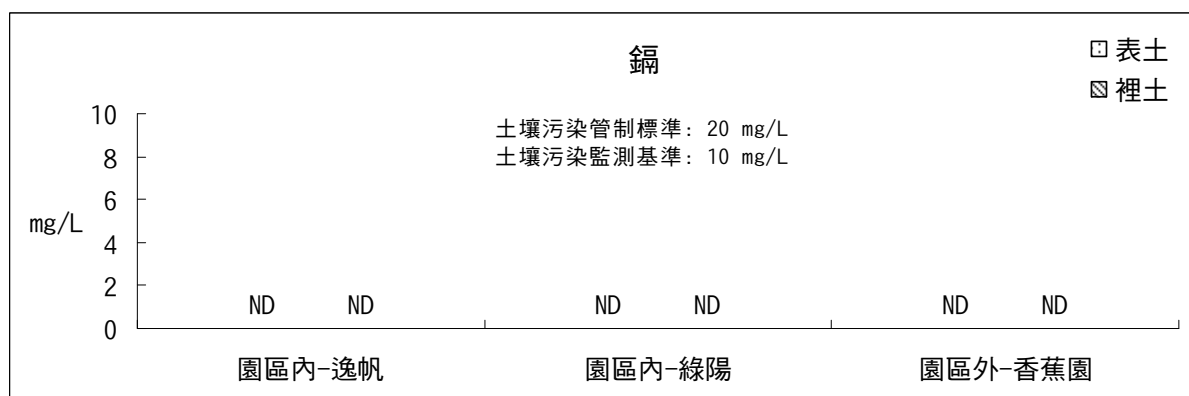 鎘
表土
裡土
土壤污染管制標準: 20 mg/L
土壤污染監測基準: 10 mg/L
mg/L
10
8
6
4
2
0
ND ND ND ND ND ND
園區內-逸帆 園區內-綠陽 園區外-香蕉園